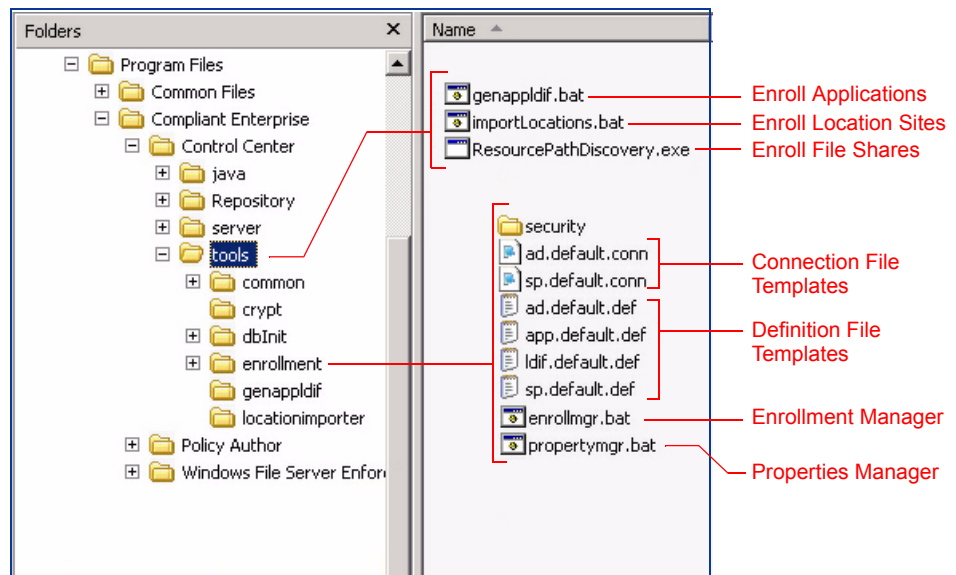 Folders
Name
Program Files
Common Files
Compliant Enterprise
Control Center
java
Repository
server
tools
common
crypt
dbInit
enrollment
genappldif
locationimporter
Policy Author
Windows File Server Enfor
genappldif.bat
Enroll Applications
importLocations.bat
Enroll Location Sites
ResourcePathDiscovery.exe
Enroll File Shares
security
ad.default.conn
sp.default.conn
Connection File
Templates
ad.default.def
app.default.def
ldif.default.def
sp.default.def
Definition File
Templates
enrollmgr.bat
Enrollment Manager
propertymgr.bat
Properties Manager